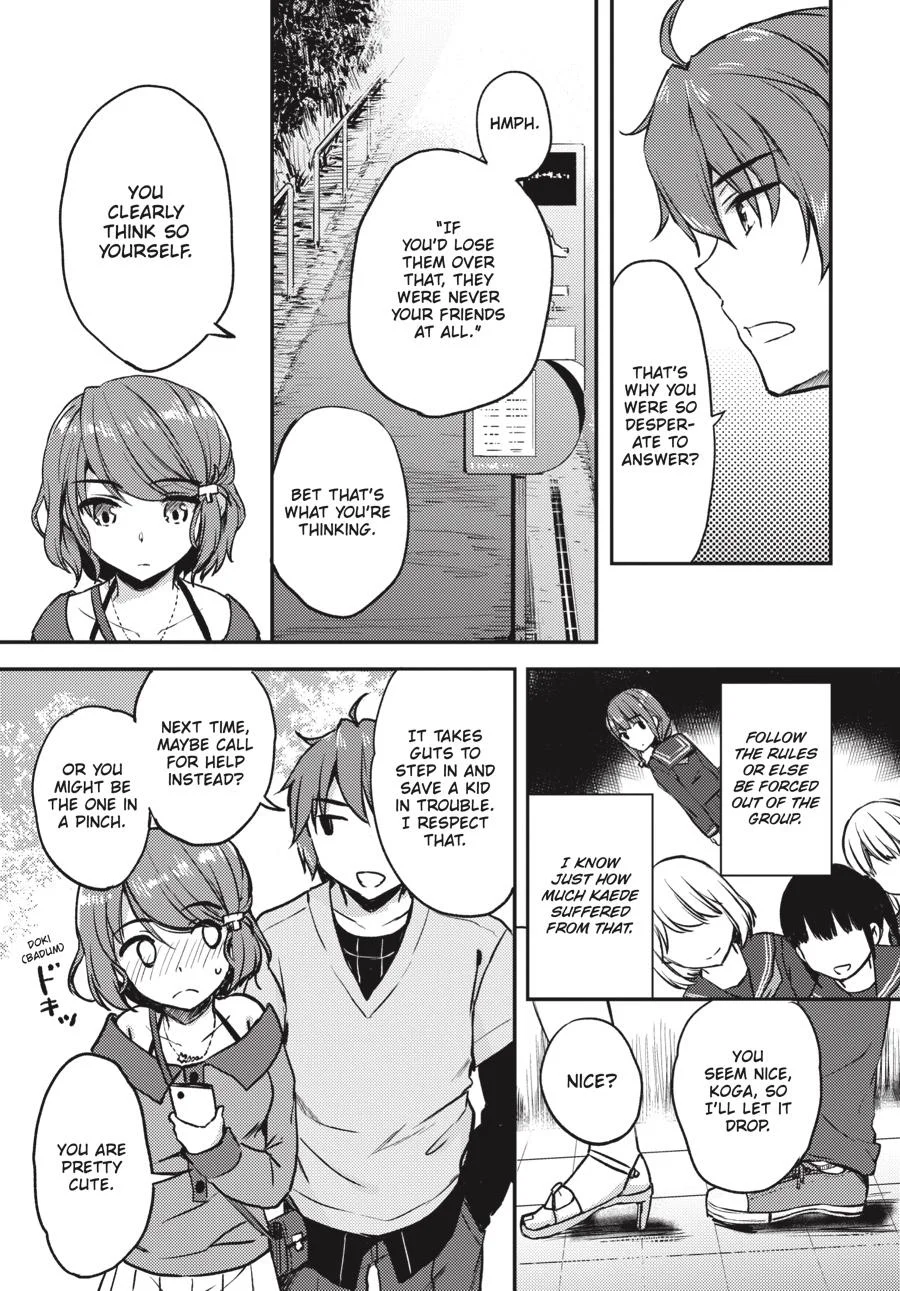 THAT'S
WHY YOU
WERE SO
DESPER-
ATE TO
ANSWER?
HMPH.
"IF
YOU'D LOSE
THEM OVER
THAT, THEY
WERE NEVER
YOUR FRIENDS
AT ALL."
BET THAT'S
WHAT YOU'RE
THINKING.
YOU
CLEARLY
THINK SO
YOURSELF.
FOLLOW
THE RULES
OR ELSE
BE FORCED
OUT OF THE
GROUP.
I KNOW
JUST HOW
MUCH KAEDE
SUFFERED
FROM THAT.
YOU
SEEM NICE,
KOGA, SO
I'LL LET IT
DROP.
NICE?
IT TAKES
GUTS TO
STEP IN AND
SAVE A KID
IN TROUBLE.
I RESPECT
THAT.
NEXT TIME,
MAYBE CALL
FOR HELP
INSTEAD?
OR YOU
MIGHT BE
THE ONE IN
A PINCH.
DOKI
(BADUM)
ドキッ
YOU ARE
PRETTY
CUTE.